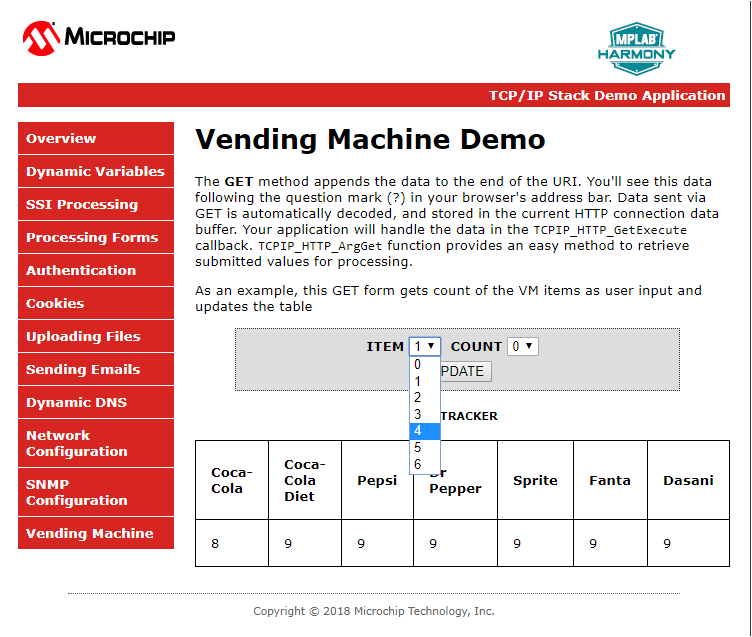 MICROCHIP
MPLAB
HARMONY
TCP/IP Stack Demo Application
Overview
Dynamic Variables
SSI Processing
Processing Forms
Authentication
Cookies
Uploading Files
Sending Emails
Dynamic DNS
Network
Configuration
SNMP
Configuration
Vending Machine
Vending Machine Demo
The GET method appends the data to the end of the URI. You'll see this data
following the question mark (?) in your browser's address bar. Data sent via
GET is automatically decoded, and stored in the current HTTP connection data
buffer. Your application will handle the data in the TCPIP_HTTP_GetExecute
callback. TCPIP_HTTP_ArgGet function provides an easy method to retrieve
submitted values for processing.
As an example, this GET form gets count of the VM items as user input and
updates the table
ITEM 1 COUNT 0
0
1
2
3
4
5
6
PDATE
TRACKER
Coca-
Cola
Coca-
Cola
Diet
Pepsi
Dr
Pepper
Sprite
Fanta
Dasani
8 9 9 9 9 9 9
Copyright © 2018 Microchip Technology, Inc.